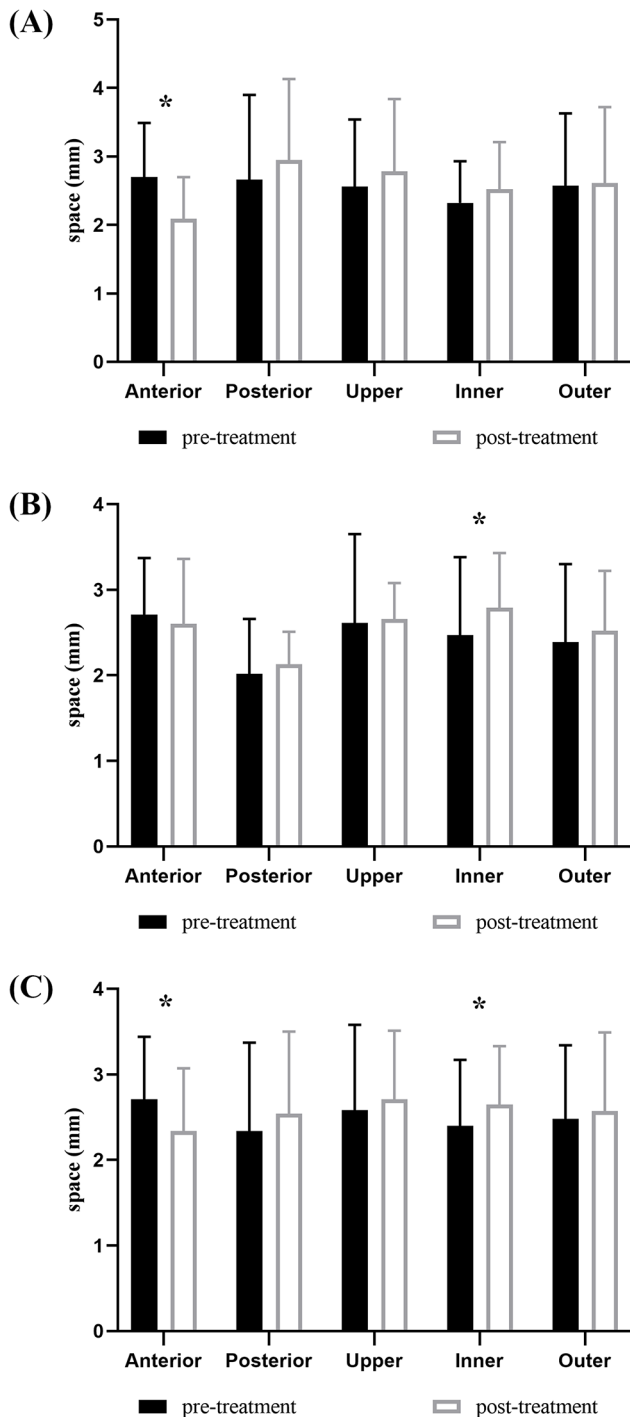 (A)
5
4
3
2
1
0
space (mm)
*
Anterior Posterior Upper Inner Outer
pre-treatment post-treatment
(B)
4
3
2
1
0
space (mm)
*
Anterior Posterior Upper Inner Outer
pre-treatment post-treatment
(C)
4
3
2
1
0
space (mm)
* *
Anterior Posterior Upper Inner Outer
pre-treatment post-treatment